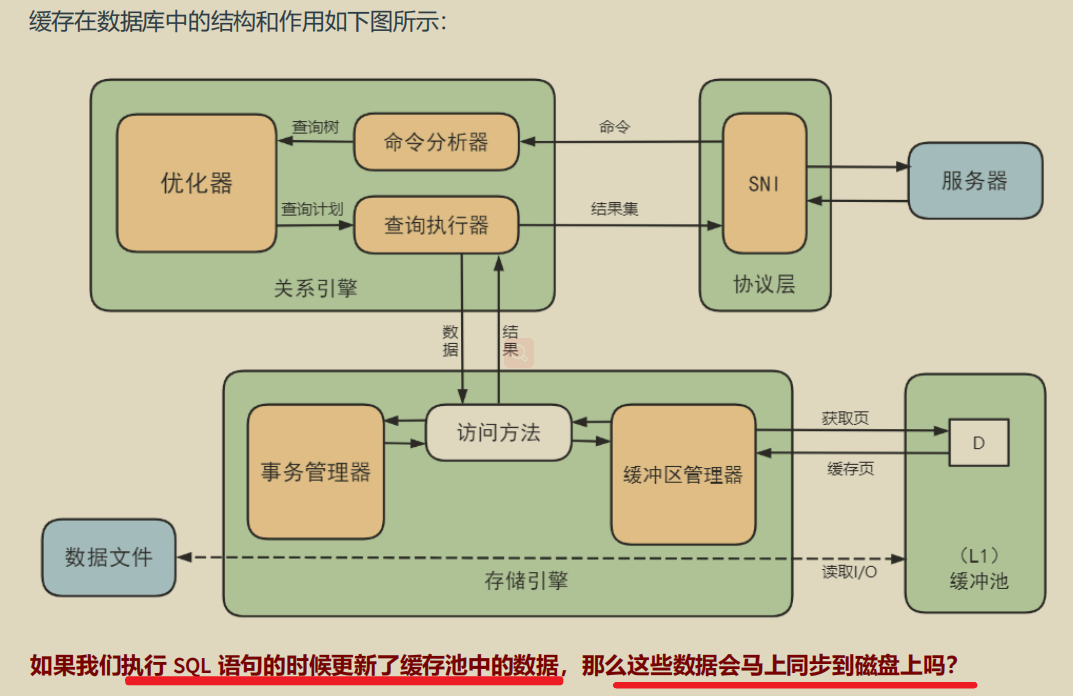 缓存在数据库中的结构和作用如下图所示：
优化器
查询树
命令分析器
命令
查询计划
查询执行器
结果集
关系引擎
SNI
协议层
服务器
数据
结果
事务管理器
访问方法
缓冲区管理器
获取页
缓存页
D
数据文件
存储引擎
读取I/O
（L1）
缓冲池
如果我们执行 SQL 语句的时候更新了缓存池中的数据，那么这些数据会马上同步到磁盘上吗？